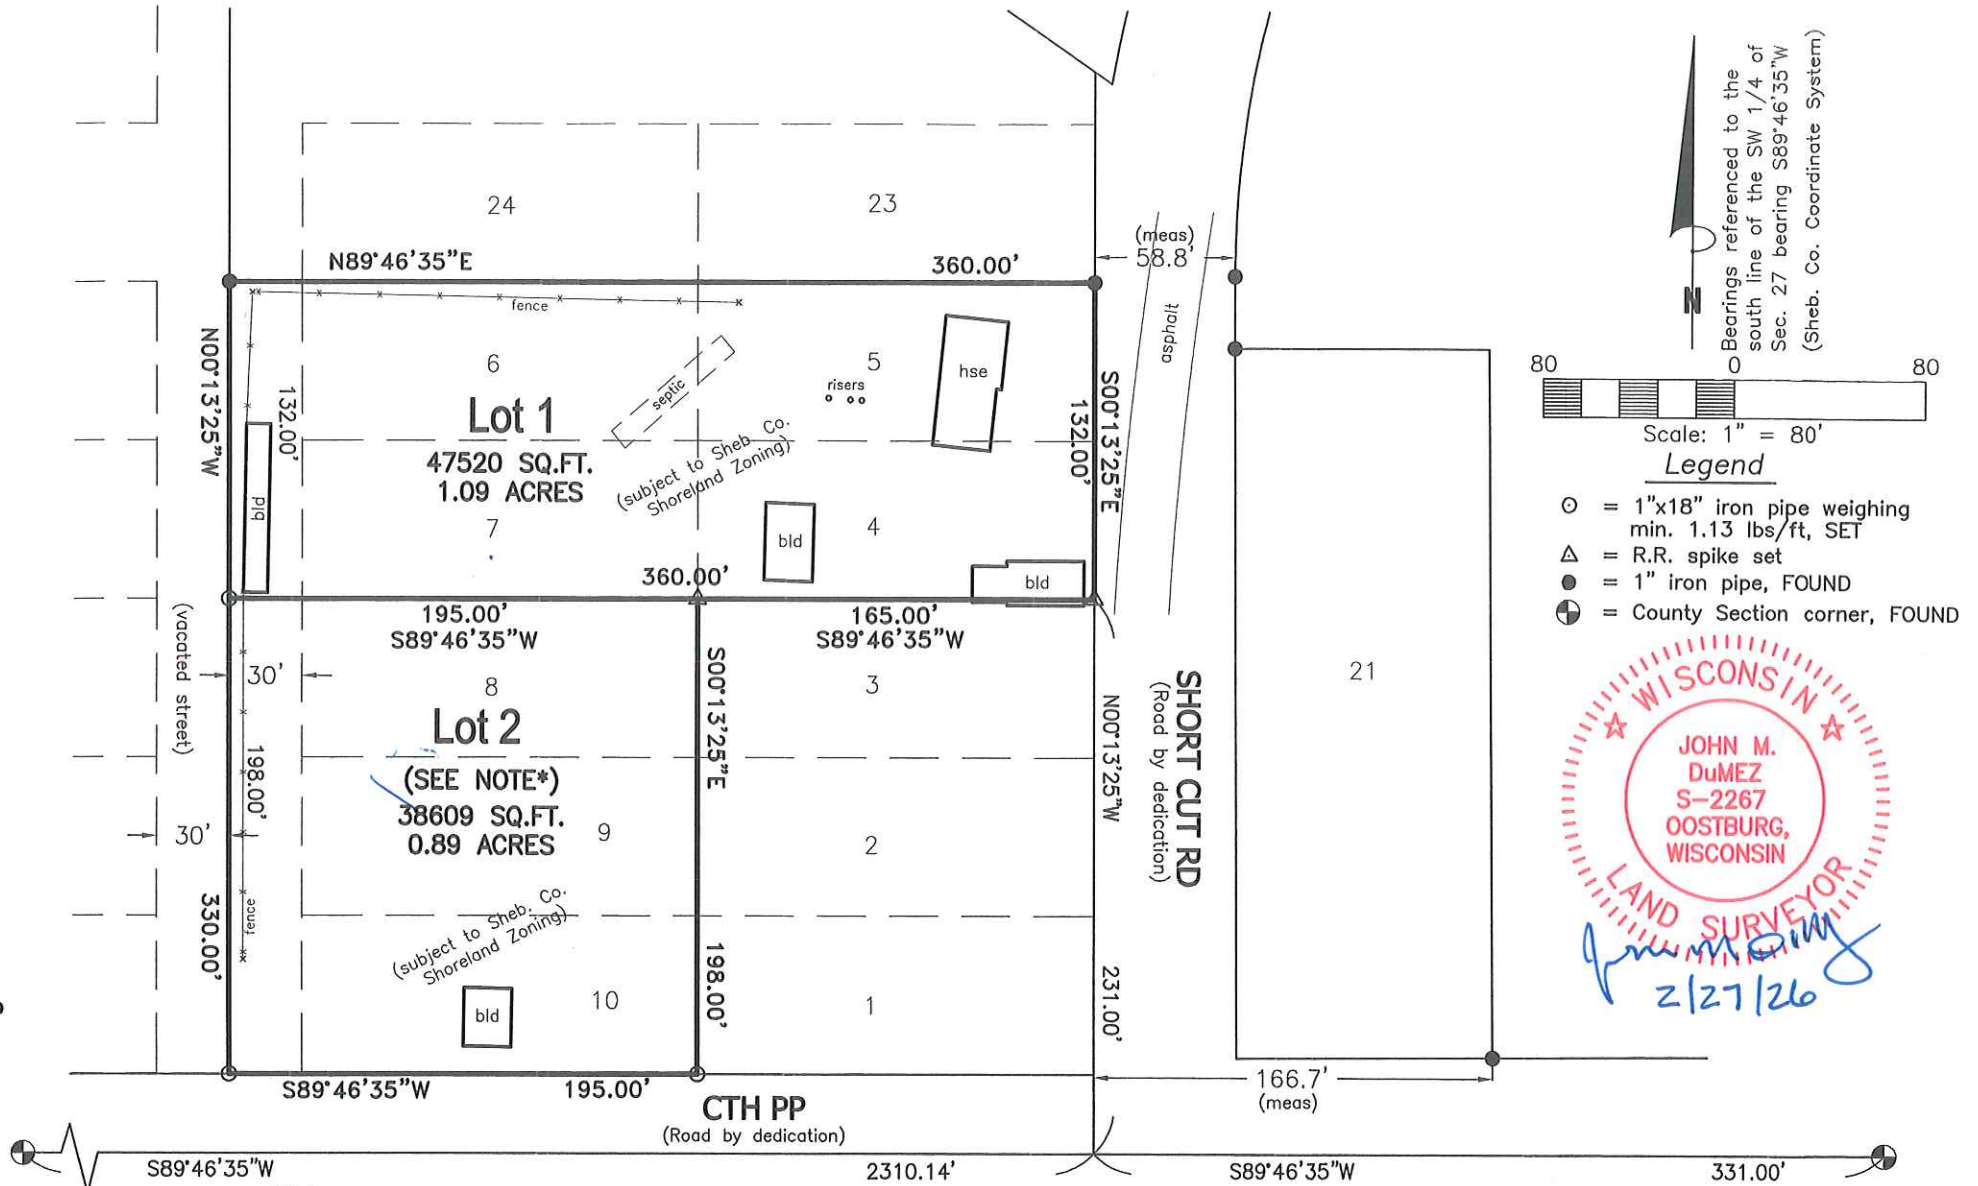 24
23
N89°46'35"E
360.00'
(meas)
58.8'
asphalt
fence
N00°13'25"W
132.00'
6
5
risers
septic
hse
Lot 1
47520 SQ.FT.
1.09 ACRES
(subject to Sheb. Co.
Shoreland Zoning)
S00°13'25"E
132.00'
bld
7
4
bld
bld
360.00'
195.00'
S89°46'35"W
165.00'
S89°46'35"W
(vacated street)
30'
8
3
Lot 2
(SEE NOTE*)
38609 SQ.FT.
0.89 ACRES
S00°13'25"E
N00°13'25"W
SHORT CUT RD
(Road by dedication)
21
198.00'
30'
9
2
330.00'
fence
(subject to Sheb. Co.
Shoreland Zoning)
198.00'
231.00'
bld
10
1
S89°46'35"W
195.00'
166.7'
(meas)
CTH PP
(Road by dedication)
S89°46'35"W
2310.14'
S89°46'35"W
331.00'
Bearings referenced to the
south line of the SW 1/4 of
Sec. 27 bearing S89°46'35"W
(Sheb. Co. Coordinate System)
N
80
0
80
Scale: 1" = 80'
Legend
= 1"x18" iron pipe weighing
min. 1.13 lbs/ft, SET
= R.R. spike set
= 1" iron pipe, FOUND
= County Section corner, FOUND
WISCONSIN
JOHN M.
DuMEZ
S-2267
OOSTBURG,
WISCONSIN
LAND SURVEYOR
2/27/26